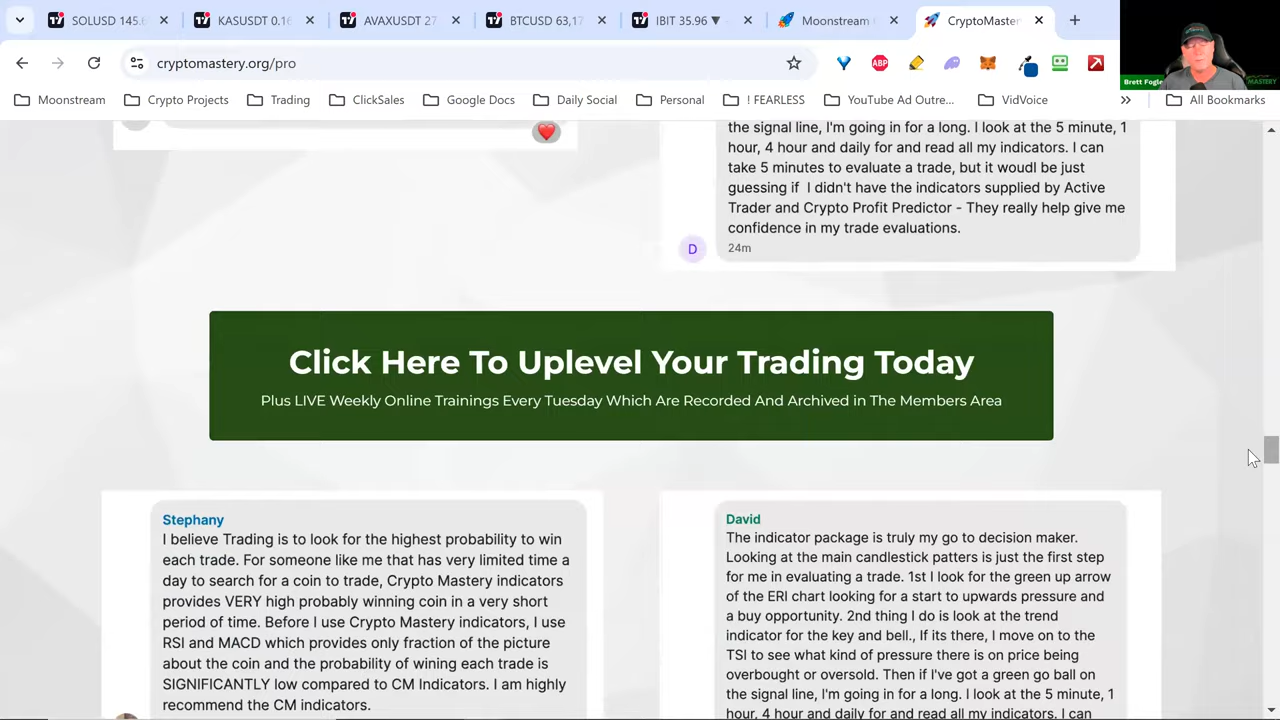 SOLUSD 145.8
KASUSDT 0.16
AVAXUSDT 27
BTCUSD 63,17
IBIT 35.96 ▼
Moonstream
CryptoMaster
cryptomastery.org/pro
ABP
Brett Fogle
MASTERY
Moonstream
Crypto Projects
Trading
ClickSales
Google Docs
Daily Social
Personal
! FEARLESS
YouTube Ad Outre...
VidVoice
All Bookmarks
the signal line, I'm going in for a long. I look at the 5 minute, 1
hour, 4 hour and daily for and read all my indicators. I can
take 5 minutes to evaluate a trade, but it woudl be just
guessing if I didn't have the indicators supplied by Active
Trader and Crypto Profit Predictor - They really help give me
confidence in my trade evaluations.
D
24m
Click Here To Uplevel Your Trading Today
Plus LIVE Weekly Online Trainings Every Tuesday Which Are Recorded And Archived in The Members Area
Stephany
I believe Trading is to look for the highest probability to win
each trade. For someone like me that has very limited time a
day to search for a coin to trade, Crypto Mastery indicators
provides VERY high probably winning coin in a very short
period of time. Before I use Crypto Mastery indicators, I use
RSI and MACD which provides only fraction of the picture
about the coin and the probability of wining each trade is
SIGNIFICANTLY low compared to CM Indicators. I am highly
recommend the CM indicators.
David
The indicator package is truly my go to decision maker.
Looking at the main candlestick patters is just the first step
for me in evaluating a trade. 1st I look for the green up arrow
of the ERI chart looking for a start to upwards pressure and
a buy opportunity. 2nd thing I do is look at the trend
indicator for the key and bell., If its there, I move on to the
TSI to see what kind of pressure there is on price being
overbought or oversold. Then if I've got a green go ball on
the signal line, I'm going in for a long. I look at the 5 minute, 1
hour, 4 hour and daily for and read all my indicators. I can